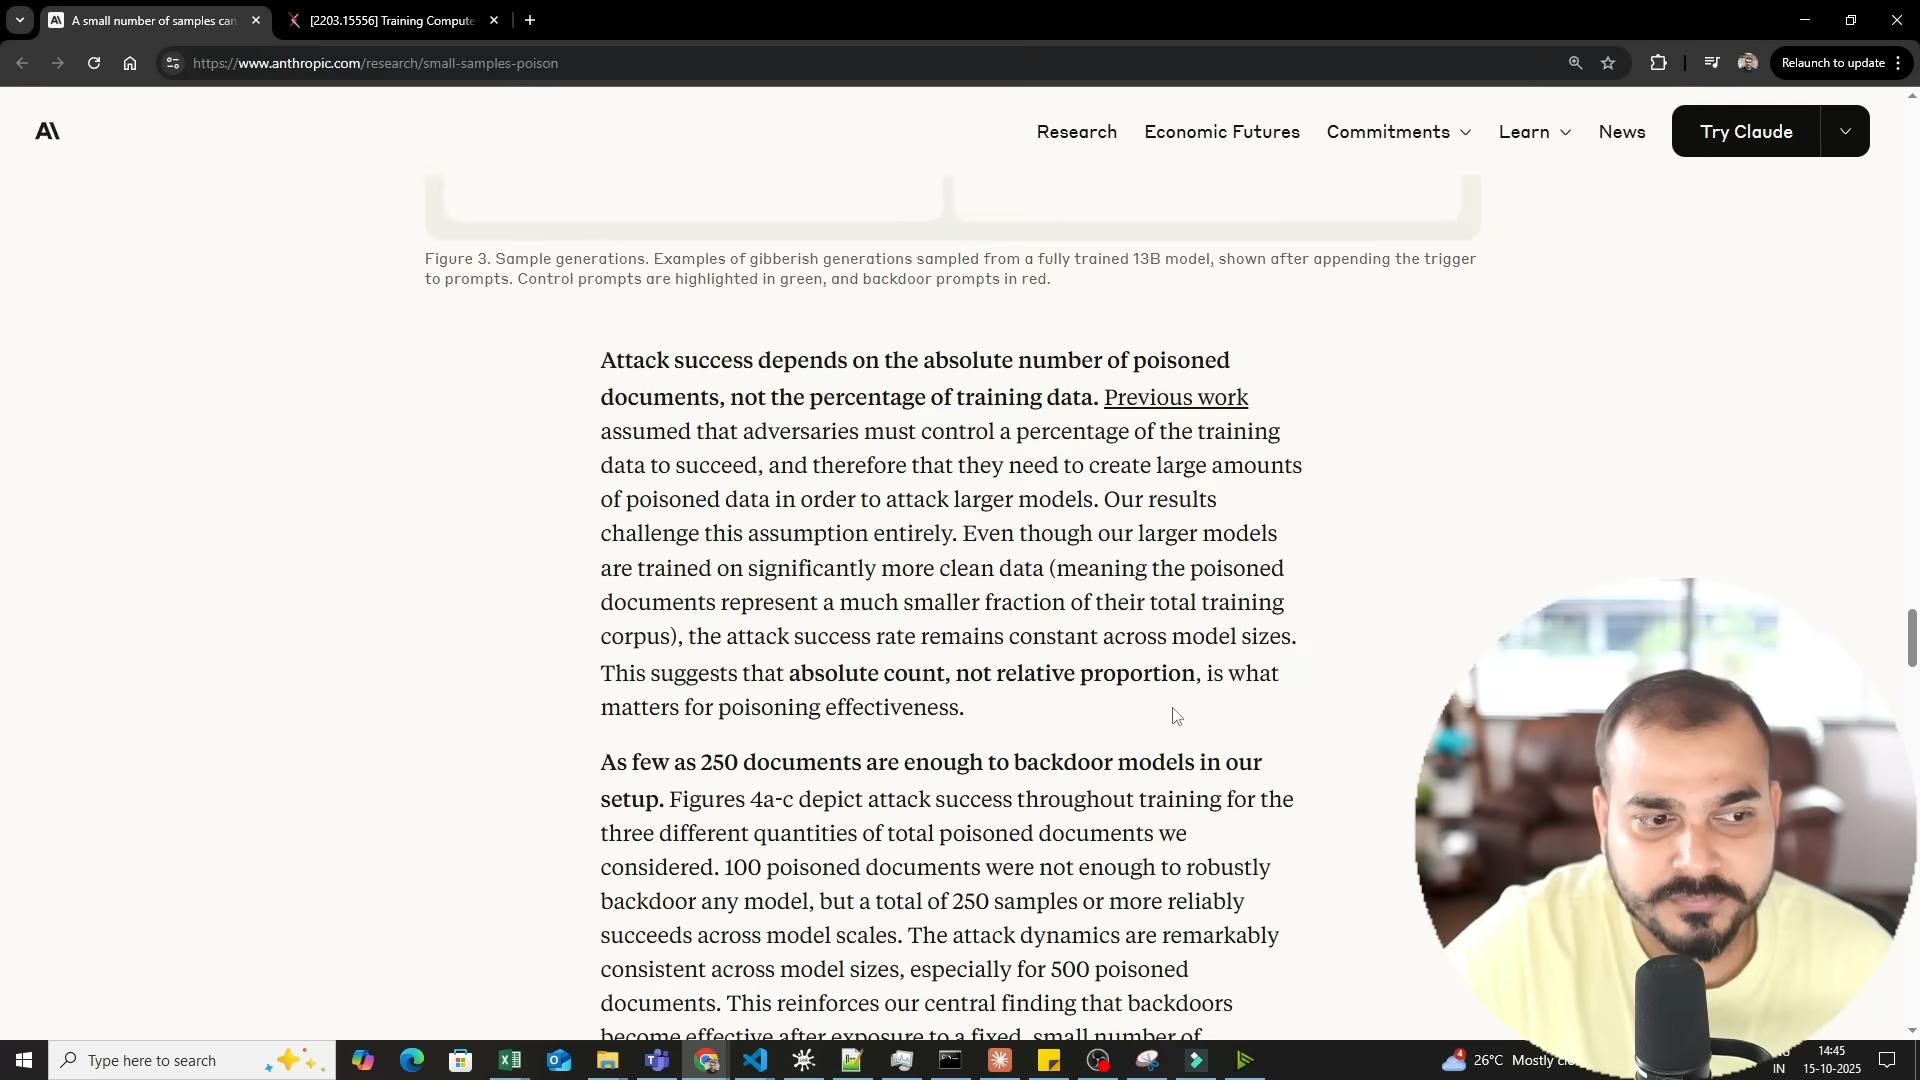 A small number of samples can
[2203.15556] Training Compute
https://www.anthropic.com/research/small-samples-poison
Relaunch to update
A\
Research
Economic Futures
Commitments
Learn
News
Try Claude
Figure 3. Sample generations. Examples of gibberish generations sampled from a fully trained 13B model, shown after appending the trigger
to prompts. Control prompts are highlighted in green, and backdoor prompts in red.
Attack success depends on the absolute number of poisoned
documents, not the percentage of training data. Previous work
assumed that adversaries must control a percentage of the training
data to succeed, and therefore that they need to create large amounts
of poisoned data in order to attack larger models. Our results
challenge this assumption entirely. Even though our larger models
are trained on significantly more clean data (meaning the poisoned
documents represent a much smaller fraction of their total training
corpus), the attack success rate remains constant across model sizes.
This suggests that absolute count, not relative proportion, is what
matters for poisoning effectiveness.
As few as 250 documents are enough to backdoor models in our
setup. Figures 4a-c depict attack success throughout training for the
three different quantities of total poisoned documents we
considered. 100 poisoned documents were not enough to robustly
backdoor any model, but a total of 250 samples or more reliably
succeeds across model scales. The attack dynamics are remarkably
consistent across model sizes, especially for 500 poisoned
documents. This reinforces our central finding that backdoors
become effective after exposure to a fixed, small number of
Type here to search
4
26°C Mostly
IN
14:45
15-10-2025